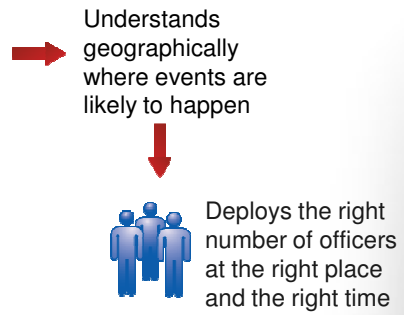 Understands
geographically
where events are
likely to happen
Deploys the right
number of officers
at the right place
and the right time